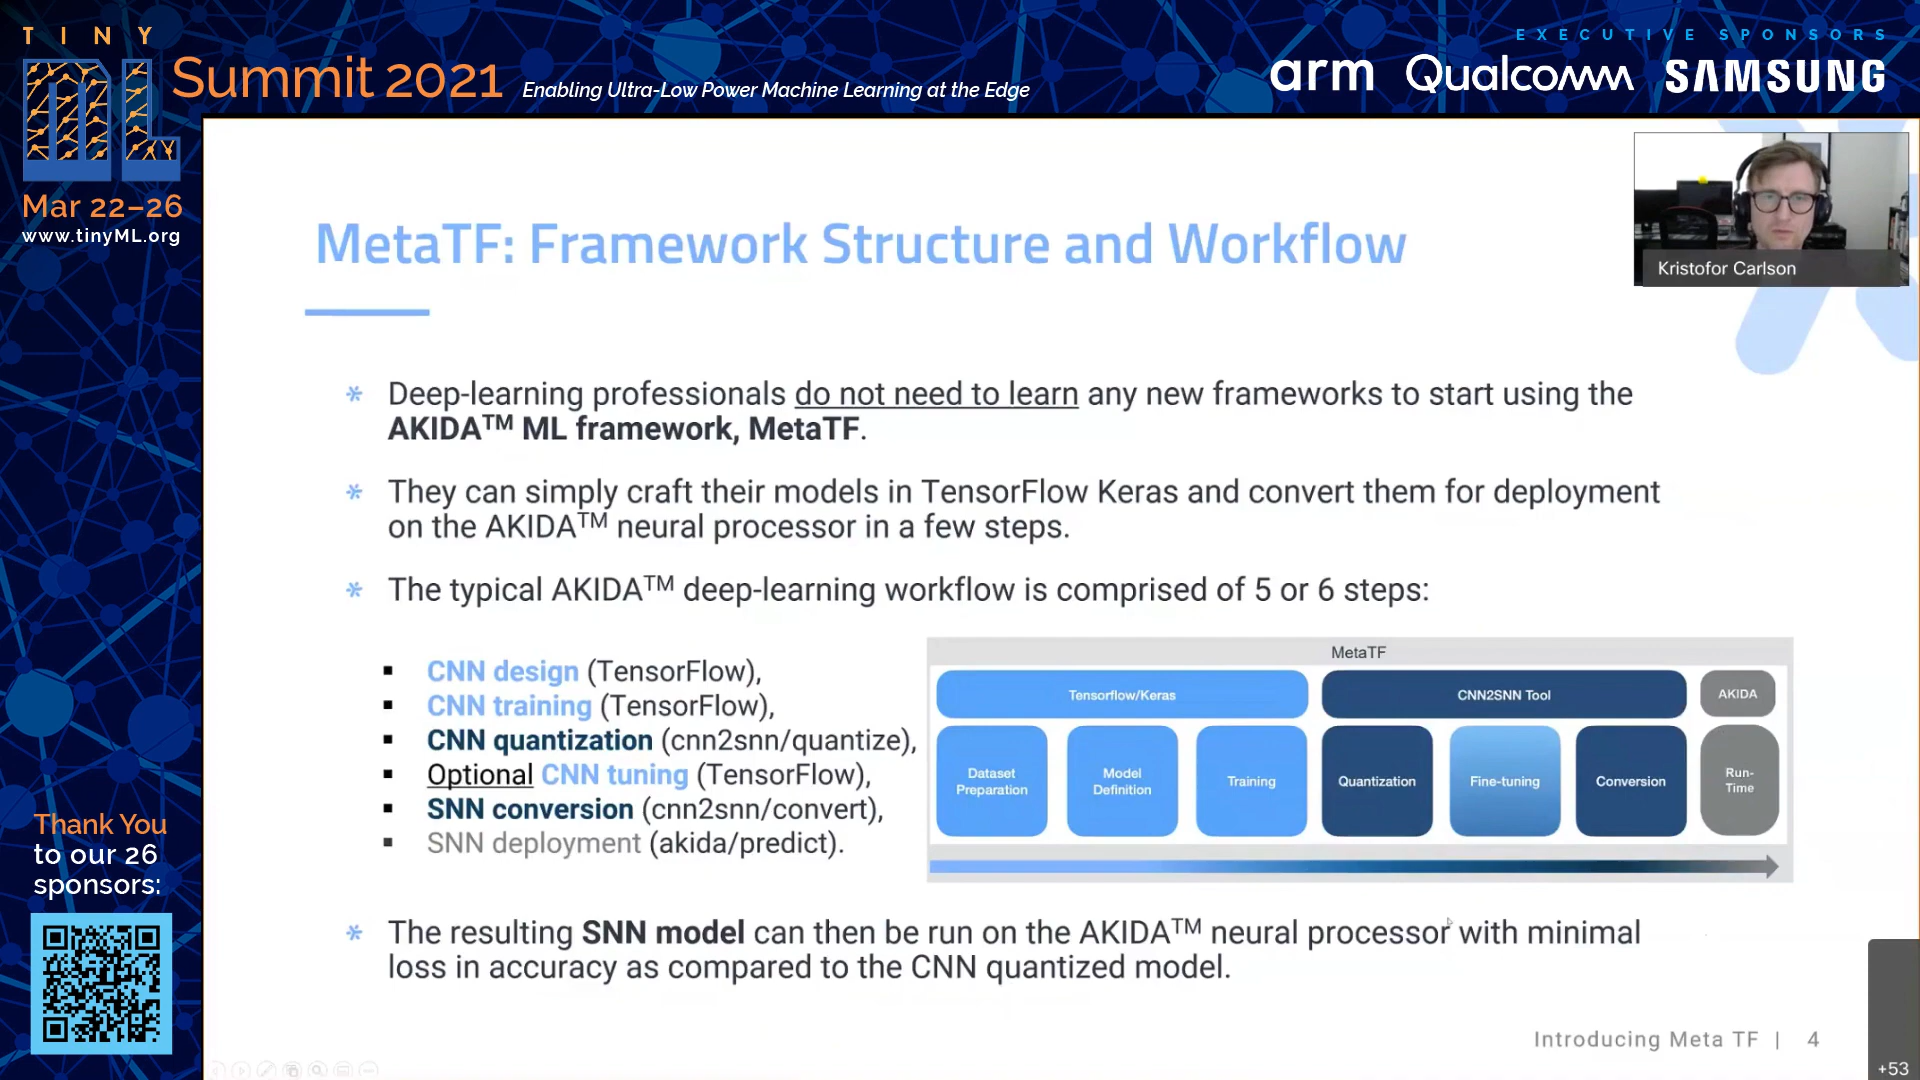 TINY
ML Summit 2021 Enabling Ultra-Low Power Machine Learning at the Edge
EXECUTIVE SPONSORS
arm Qualcomm SAMSUNG
Mar 22–26
www.tinyML.org
Kristofor Carlson
MetaTF: Framework Structure and Workflow
* Deep-learning professionals do not need to learn any new frameworks to start using the
AKIDA™ ML framework, MetaTF.
* They can simply craft their models in TensorFlow Keras and convert them for deployment
on the AKIDA™ neural processor in a few steps.
* The typical AKIDA™ deep-learning workflow is comprised of 5 or 6 steps:
▪ CNN design (TensorFlow),
▪ CNN training (TensorFlow),
▪ CNN quantization (cnn2snn/quantize),
▪ Optional CNN tuning (TensorFlow),
▪ SNN conversion (cnn2snn/convert),
▪ SNN deployment (akida/predict).
MetaTF
Tensorflow/Keras
CNN2SNN Tool
AKIDA
Dataset
Preparation
Model
Definition
Training
Quantization
Fine-tuning
Conversion
Run-
Time
* The resulting SNN model can then be run on the AKIDA™ neural processor with minimal
loss in accuracy as compared to the CNN quantized model.
Thank You
to our 26
sponsors:
Introducing Meta TF | 4
+53